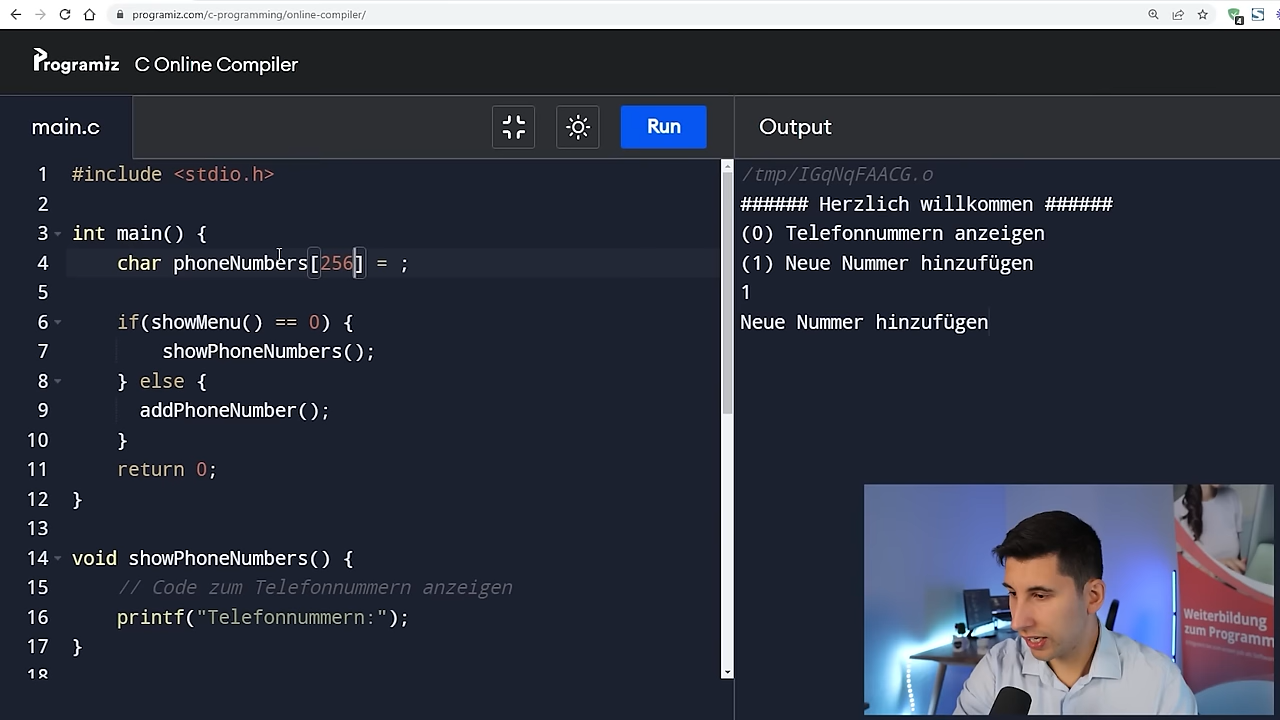 programiz.com/c-programming/online-compiler/
4
Programiz C Online Compiler
main.c
Run
Output
1 #include <stdio.h>
2
3 int main() {
4 char phoneNumbers[256] = ;
5
6 if(showMenu() == 0) {
7 showPhoneNumbers();
8 } else {
9 addPhoneNumber();
10 }
11 return 0;
12 }
13
14 void showPhoneNumbers() {
15 // Code zum Telefonnummern anzeigen
16 printf("Telefonnummern:");
17 }
18
/tmp/IGqNqFAACG.o
###### Herzlich willkommen ######
(0) Telefonnummern anzeigen
(1) Neue Nummer hinzufügen
1
Neue Nummer hinzufügen
Weiterbildung
zum Programm